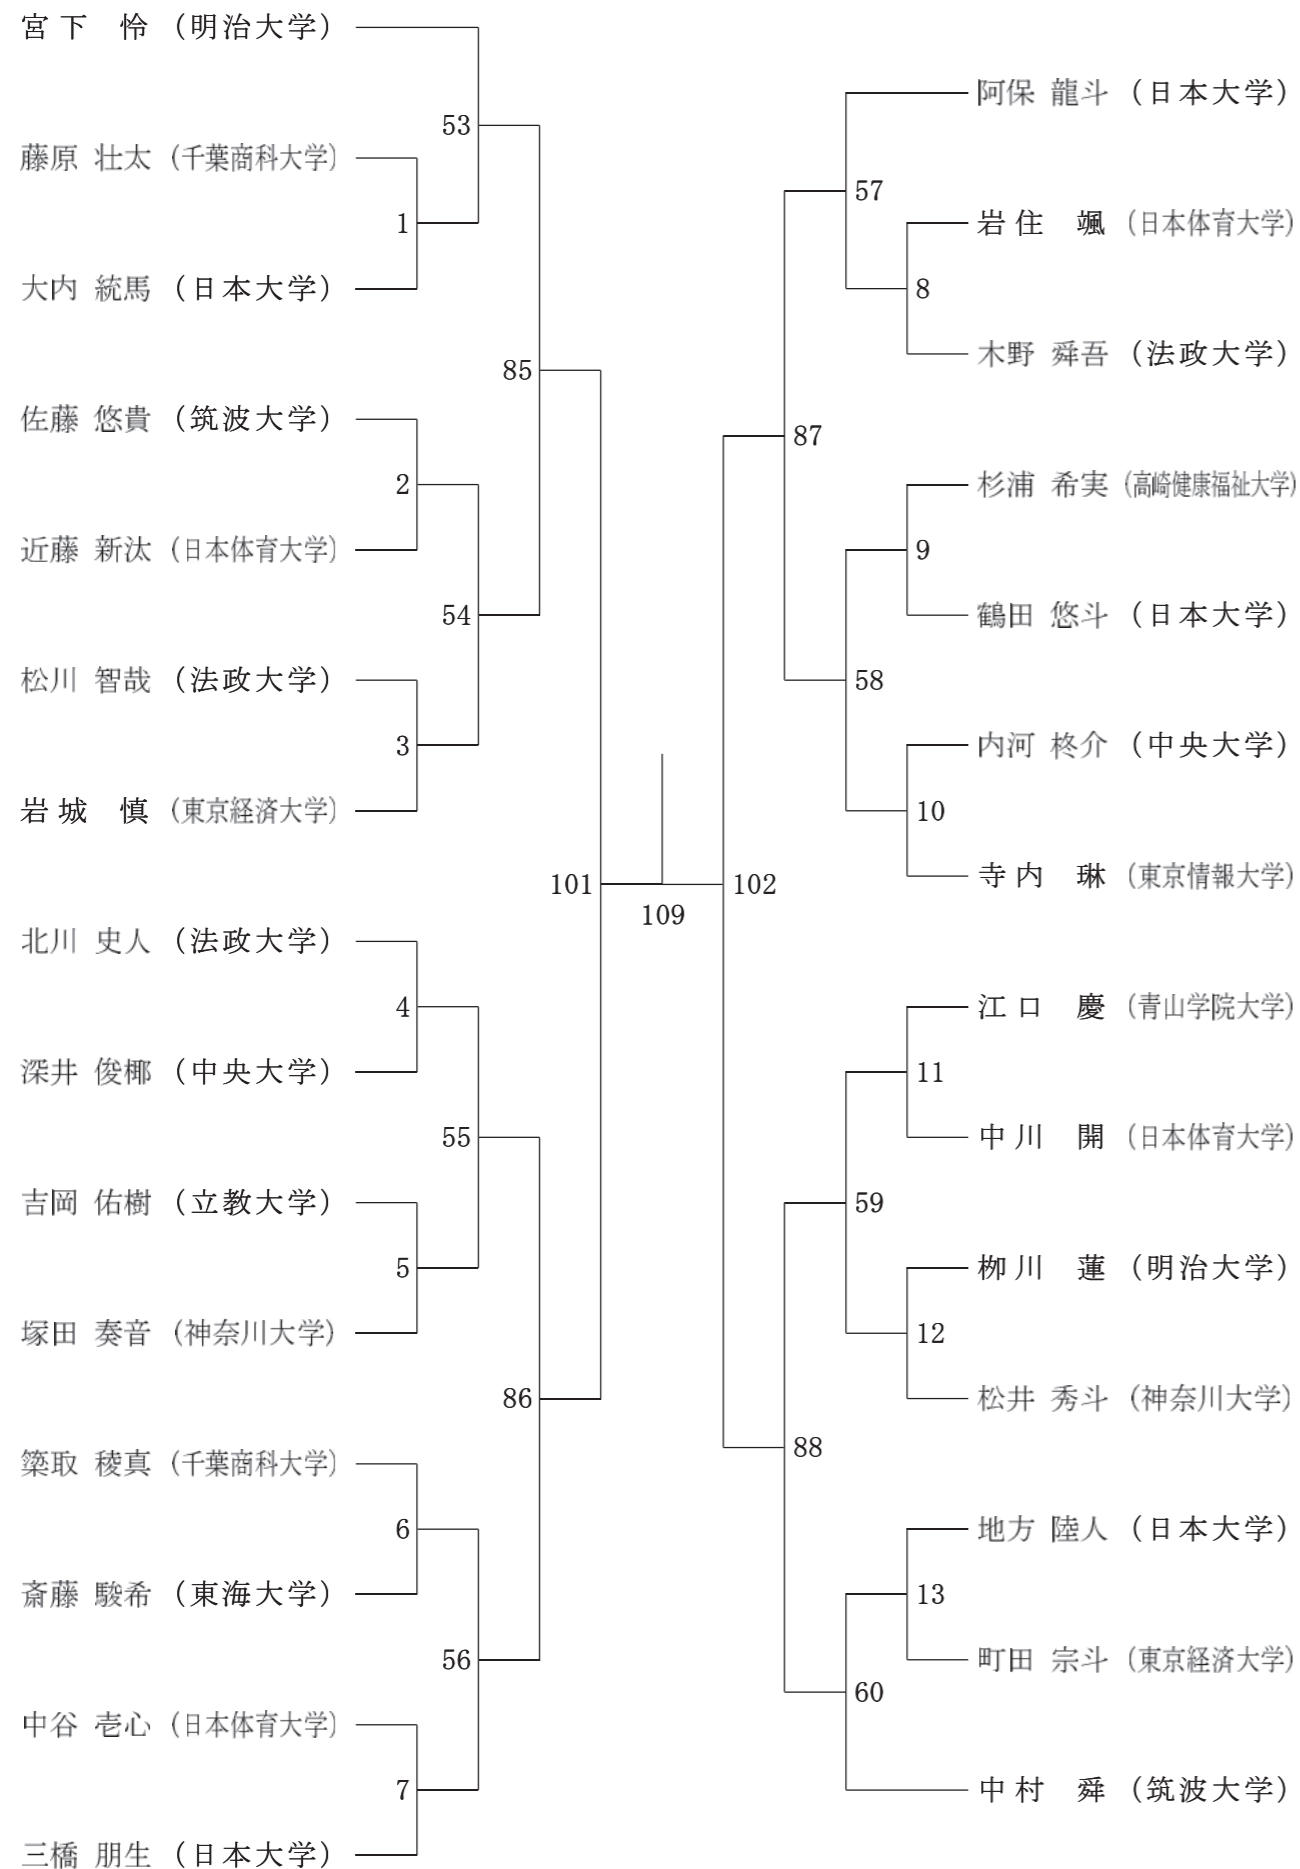 宮下 怜 (明治大学)
53
藤原 壮太 (千葉商科大学)
1
大内 統馬 (日本大学)
85
佐藤 悠貴 (筑波大学)
2
近藤 新汰 (日本体育大学)
54
松川 智哉 (法政大学)
3
岩城 慎 (東京経済大学)
101
北川 史人 (法政大学)
4
深井 俊椰 (中央大学)
55
吉岡 佑樹 (立教大学)
5
塚田 奏音 (神奈川大学)
86
築取 稜真 (千葉商科大学)
6
斎藤 駿希 (東海大学)
56
中谷 壱心 (日本体育大学)
7
三橋 朋生 (日本大学)
109
阿保 龍斗 (日本大学)
57
岩住 颯 (日本体育大学)
8
木野 舜吾 (法政大学)
87
杉浦 希実 (高崎健康福祉大学)
9
鶴田 悠斗 (日本大学)
58
内河 柊介 (中央大学)
10
寺内 琳 (東京情報大学)
102
江口 慶 (青山学院大学)
11
中川 開 (日本体育大学)
59
栁川 蓮 (明治大学)
12
松井 秀斗 (神奈川大学)
88
地方 陸人 (日本大学)
13
町田 宗斗 (東京経済大学)
60
中村 舜 (筑波大学)